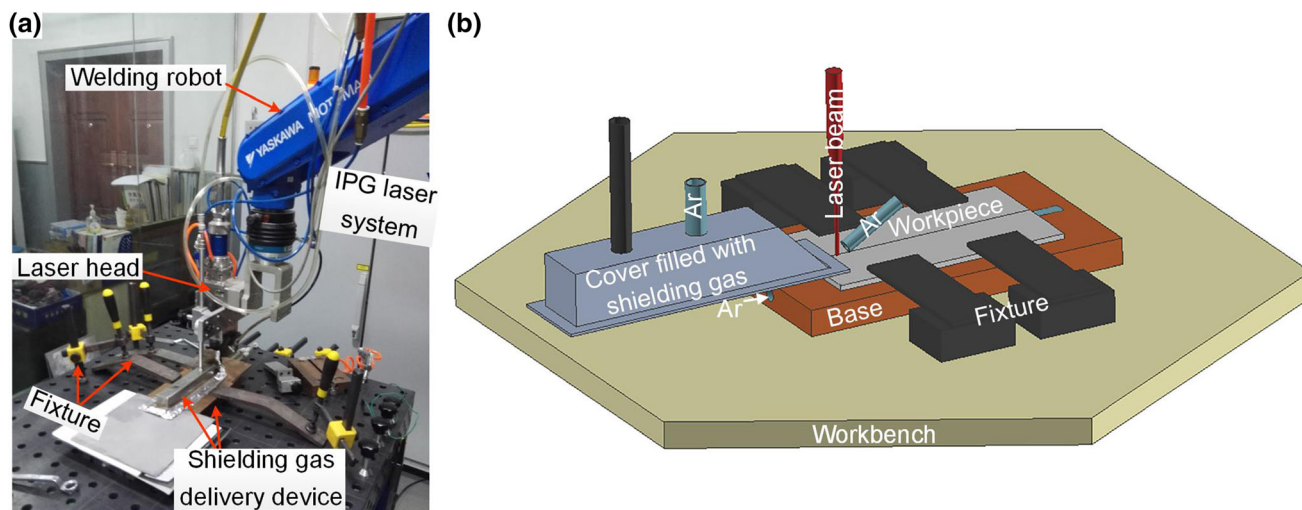 (a)
Welding robot
YASKAWA MOTOMAN
IPG laser
system
Laser head
Fixture
Shielding gas
delivery device
(b)
Laser beam
Ar
Ar
Workpiece
Cover filled with
shielding gas
Ar
Base
Fixture
Workbench